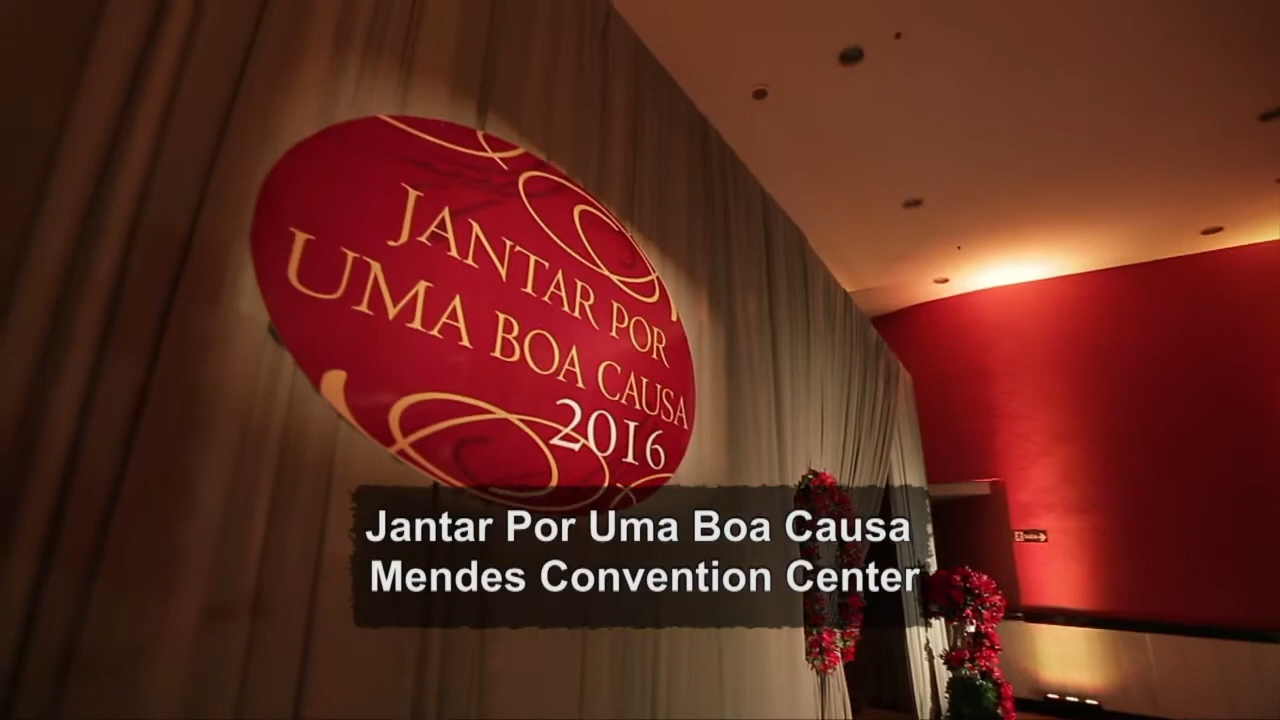 JANTAR POR
UMA BOA CAUSA
2016
Jantar Por Uma Boa Causa
Mendes Convention Center